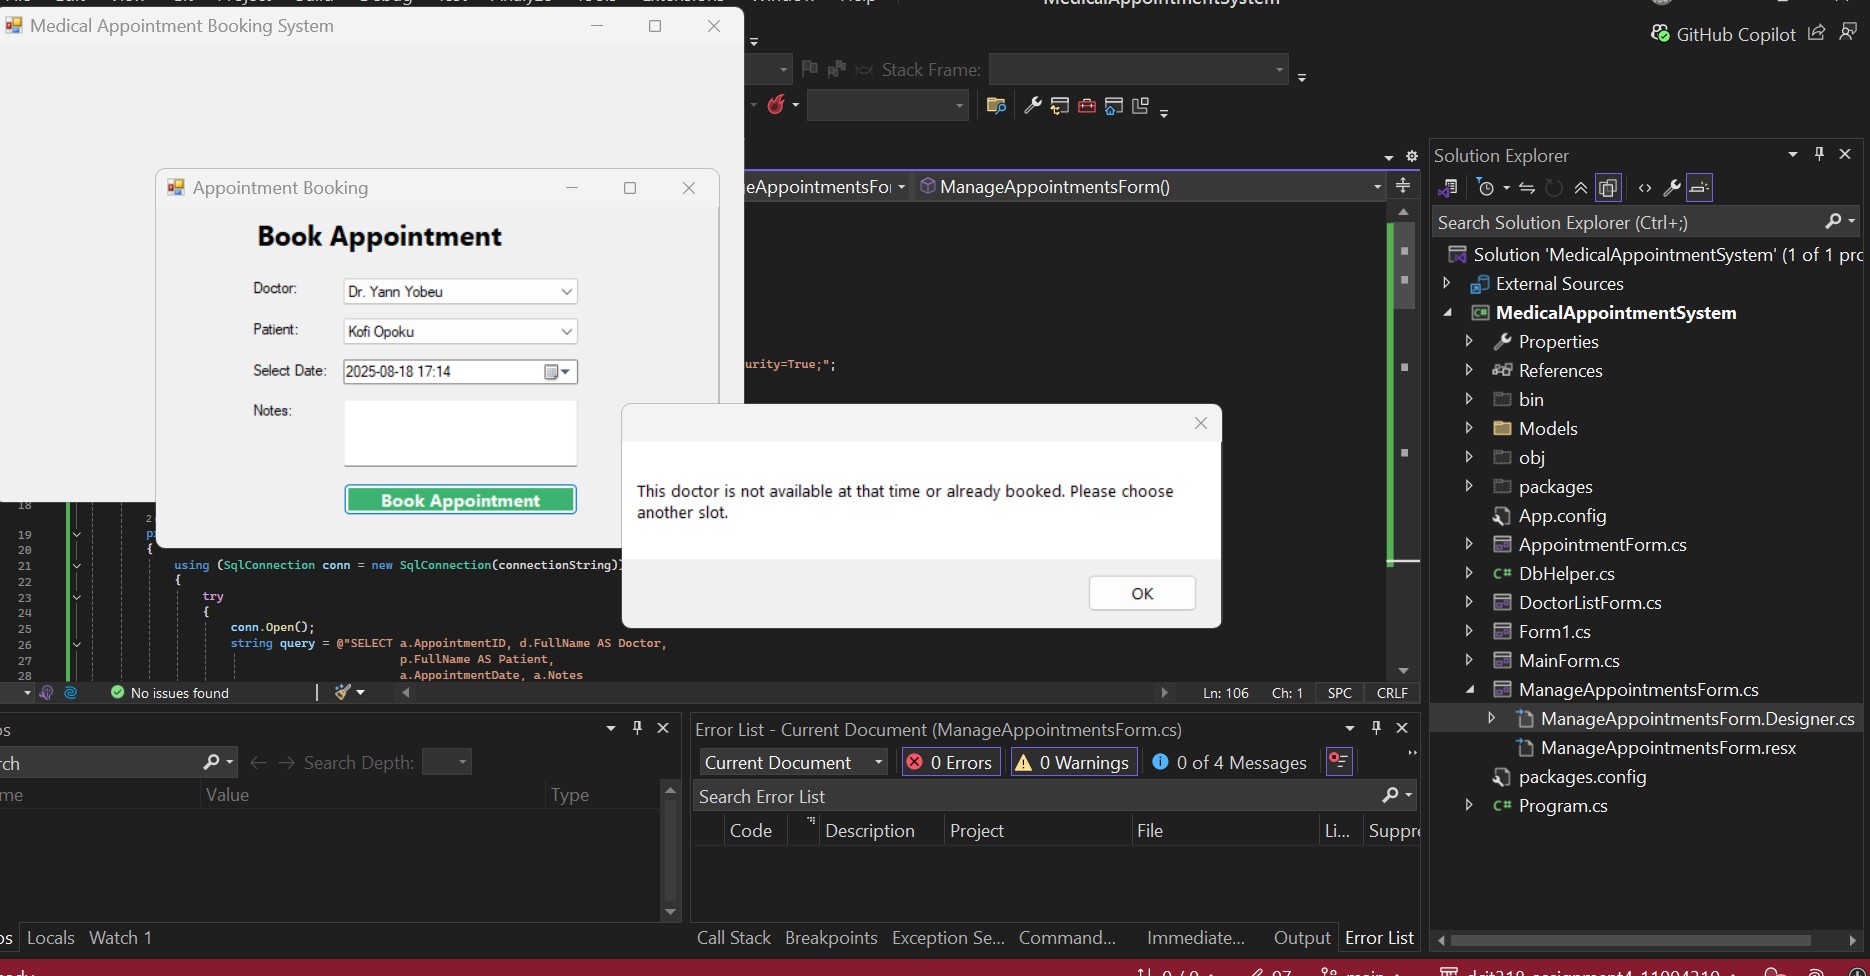 MedicalAppointmentSystem
Medical Appointment Booking System
GitHub Copilot
Stack Frame:
Appointment Booking
Book Appointment
Doctor:
Dr. Yann Yobeu
Patient:
Kofi Opoku
Select Date:
2025-08-18 17:14
Notes:
Book Appointment
eAppointmentsFo
ManageAppointmentsForm()
urity=True;";
This doctor is not available at that time or already booked. Please choose
another slot.
OK
18
2
19
20 {
21 using (SqlConnection conn = new SqlConnection(connectionString))
22 {
23 try
24 {
25 conn.Open();
26 string query = @"SELECT a.AppointmentID, d.FullName AS Doctor,
27 p.FullName AS Patient,
28 a.AppointmentDate, a.Notes
No issues found
Ln: 106
Ch: 1
SPC
CRLF
Search Depth:
Value
Type
Locals
Watch 1
Error List - Current Document (ManageAppointmentsForm.cs)
Current Document
0 Errors
0 Warnings
0 of 4 Messages
Search Error List
Code
Description
Project
File
Li...
Suppre
Call Stack
Breakpoints
Exception Se...
Command...
Immediate...
Output
Error List
Solution Explorer
Search Solution Explorer (Ctrl+;)
Solution 'MedicalAppointmentSystem' (1 of 1 pro
External Sources
MedicalAppointmentSystem
Properties
References
bin
Models
obj
packages
App.config
AppointmentForm.cs
DbHelper.cs
DoctorListForm.cs
Form1.cs
MainForm.cs
ManageAppointmentsForm.cs
ManageAppointmentsForm.Designer.cs
ManageAppointmentsForm.resx
packages.config
Program.cs